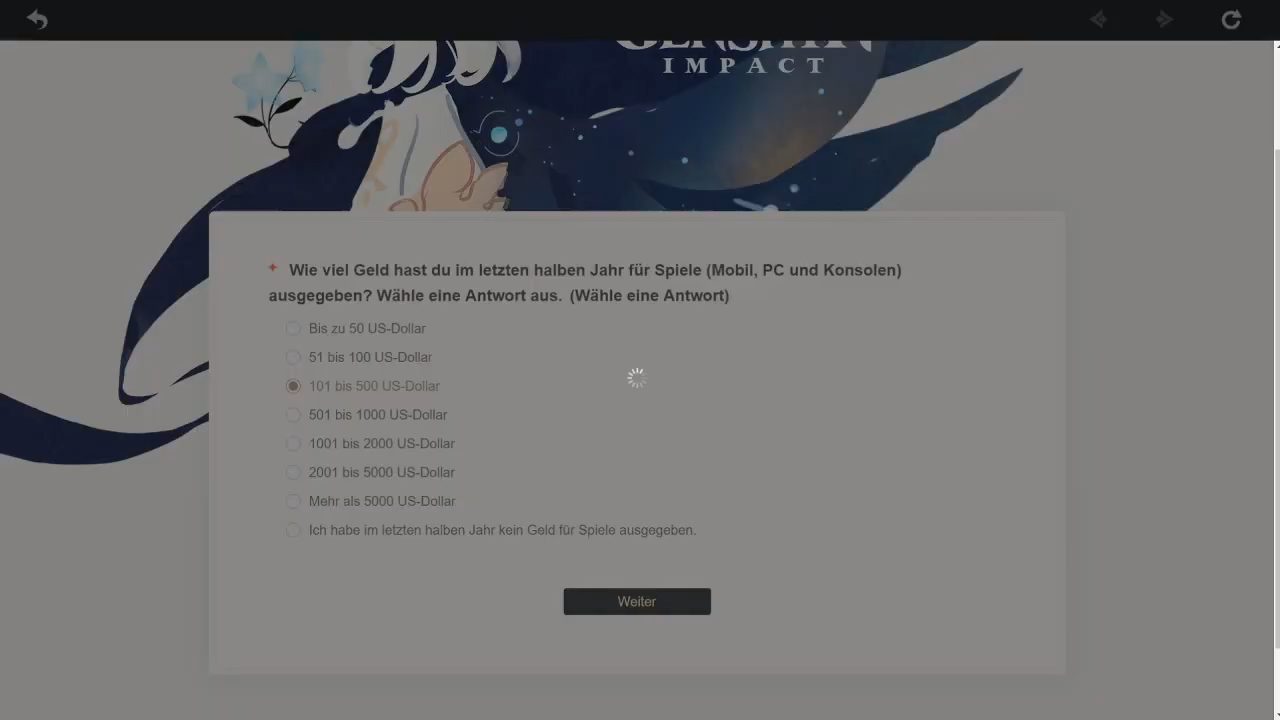 GENSHIN
IMPACT
Wie viel Geld hast du im letzten halben Jahr für Spiele (Mobil, PC und Konsolen)
ausgegeben? Wähle eine Antwort aus. (Wähle eine Antwort)
Bis zu 50 US-Dollar
51 bis 100 US-Dollar
101 bis 500 US-Dollar
501 bis 1000 US-Dollar
1001 bis 2000 US-Dollar
2001 bis 5000 US-Dollar
Mehr als 5000 US-Dollar
Ich habe im letzten halben Jahr kein Geld für Spiele ausgegeben.
Weiter